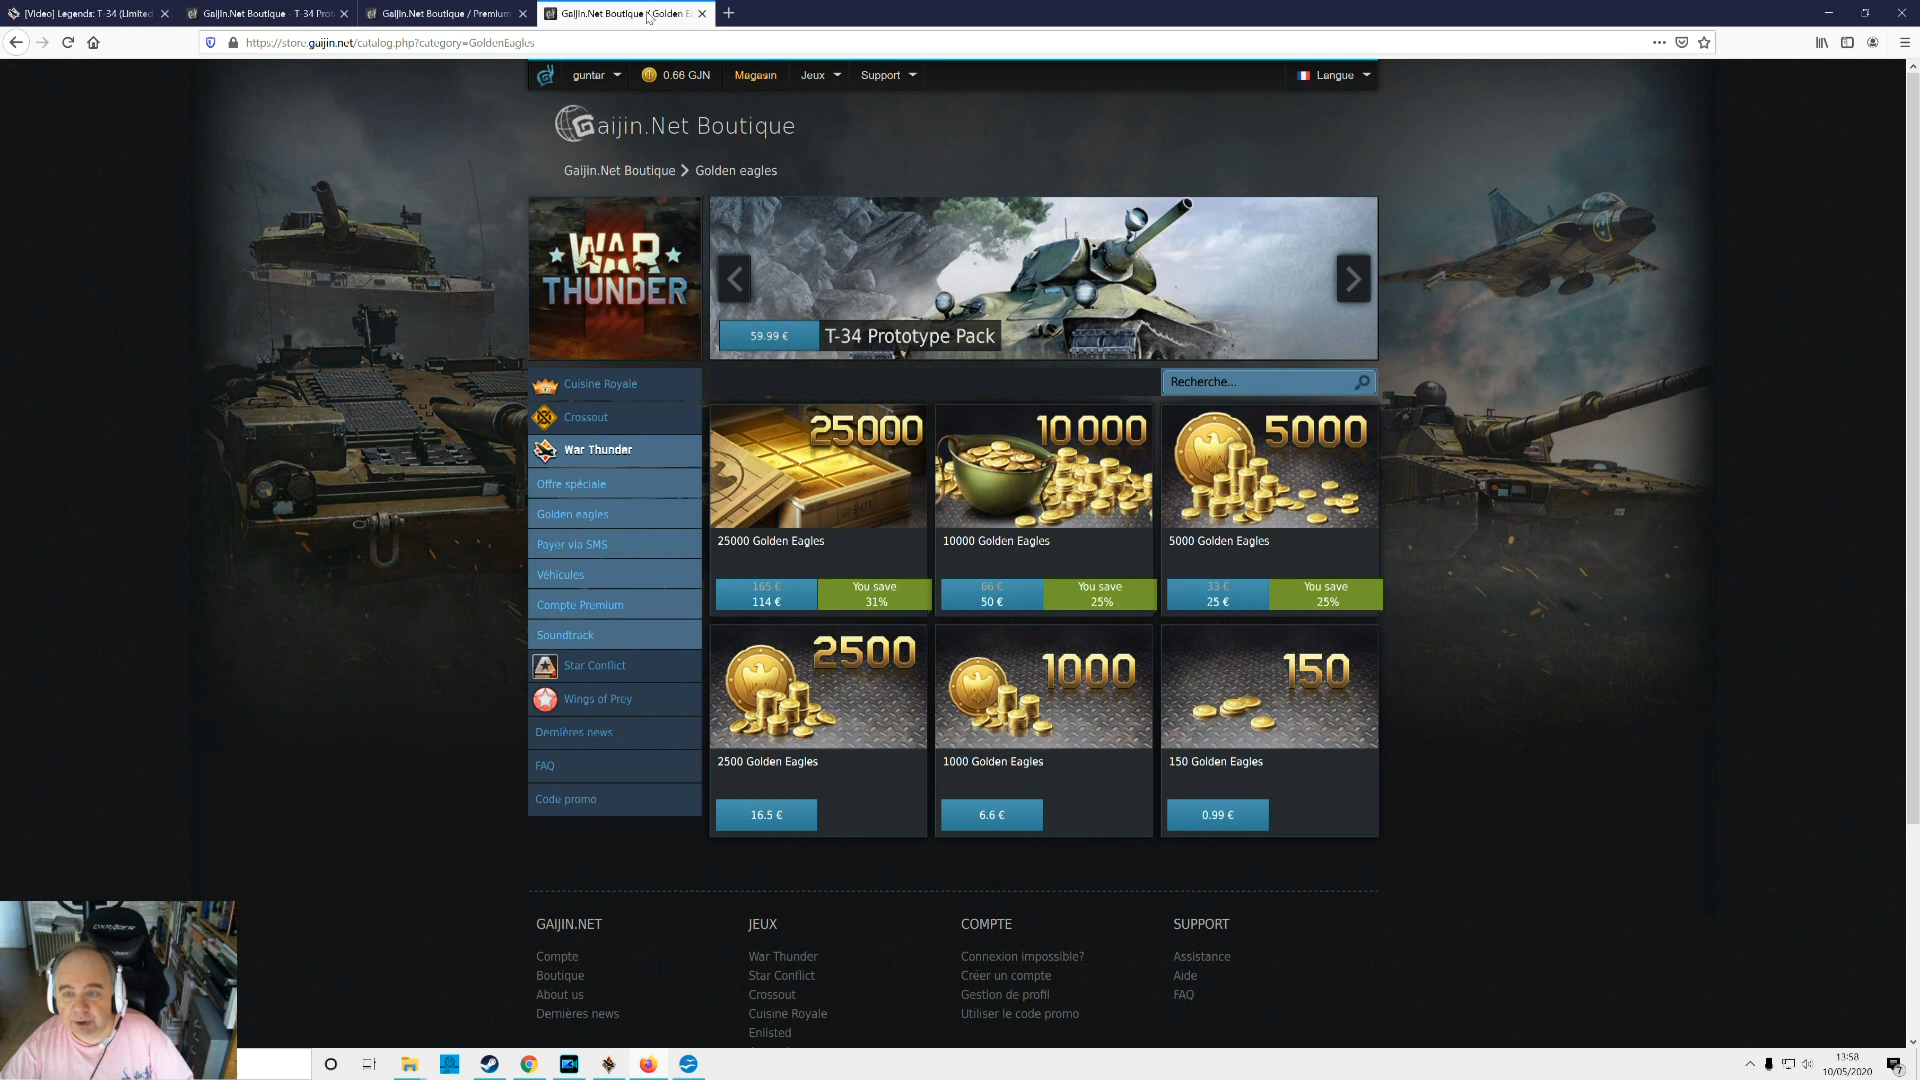 [Video] Legends: T-34 (Limited
Gaijin.Net Boutique - T-34 Prot
Gaijin.Net Boutique / Premium
Gaijin.Net Boutique / Golden E
https://store.gaijin.net/catalog.php?category=GoldenEagles
guntar
0.66 GJN
Magasin
Jeux
Support
Langue
Gaijin.Net Boutique
Gaijin.Net Boutique
Golden eagles
WAR
THUNDER
59.99 €
T-34 Prototype Pack
Cuisine Royale
Crossout
War Thunder
Offre spéciale
Golden eagles
Payer via SMS
Véhicules
Compte Premium
Soundtrack
Star Conflict
Wings of Prey
Dernières news
FAQ
Code promo
Recherche...
25000
25000 Golden Eagles
165 €
114 €
You save
31%
10000
10000 Golden Eagles
66 €
50 €
You save
25%
5000
5000 Golden Eagles
33 €
25 €
You save
25%
2500
2500 Golden Eagles
16.5 €
1000
1000 Golden Eagles
6.6 €
150
150 Golden Eagles
0.99 €
GAIJIN.NET
Compte
Boutique
About us
Dernières news
JEUX
War Thunder
Star Conflict
Crossout
Cuisine Royale
Enlisted
COMPTE
Connexion impossible?
Créer un compte
Gestion de profil
Utiliser le code promo
SUPPORT
Assistance
Aide
FAQ
DXRACER
13:58
10/05/2020
7